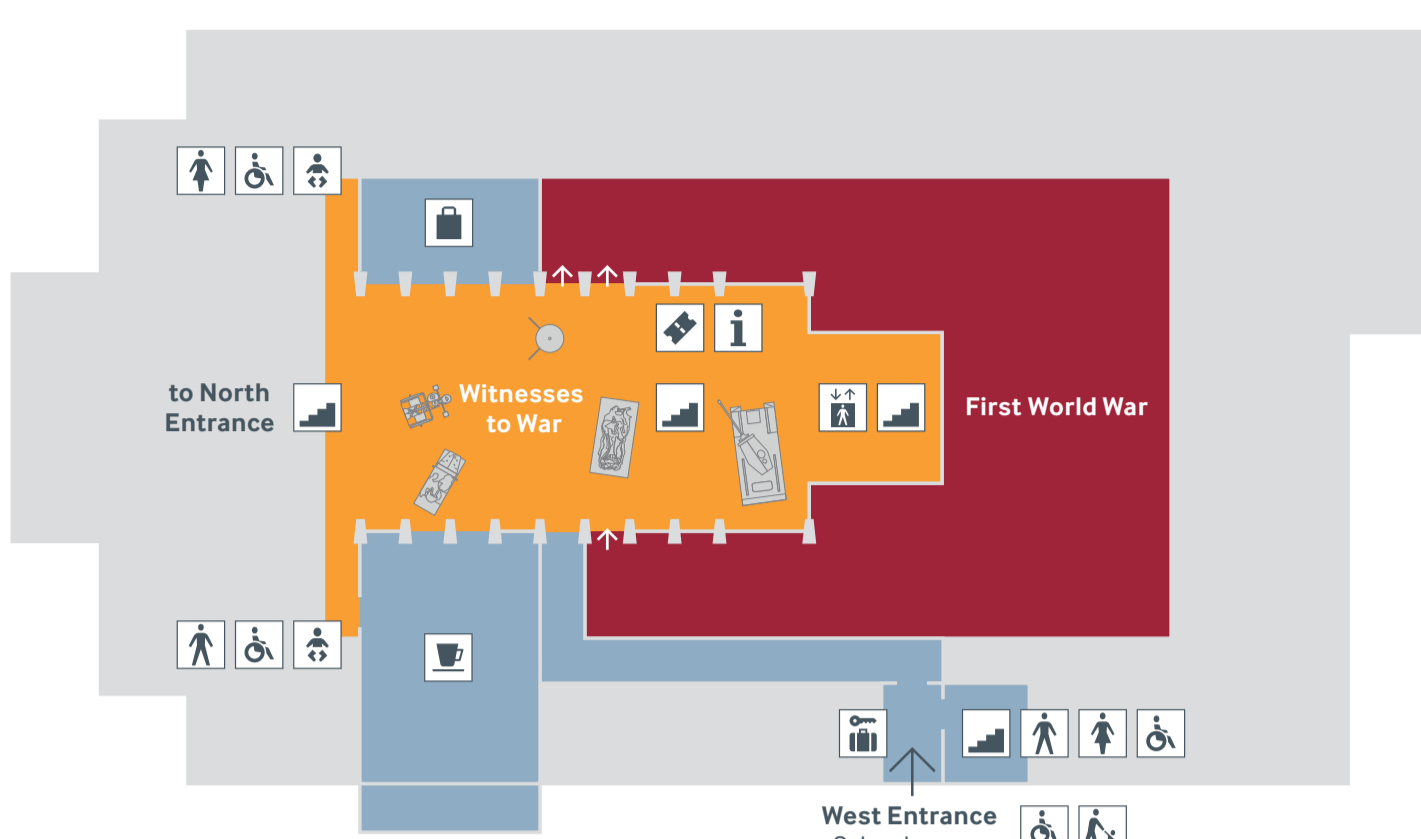 to North
Entrance
Witnesses
to War
First World War
West Entrance